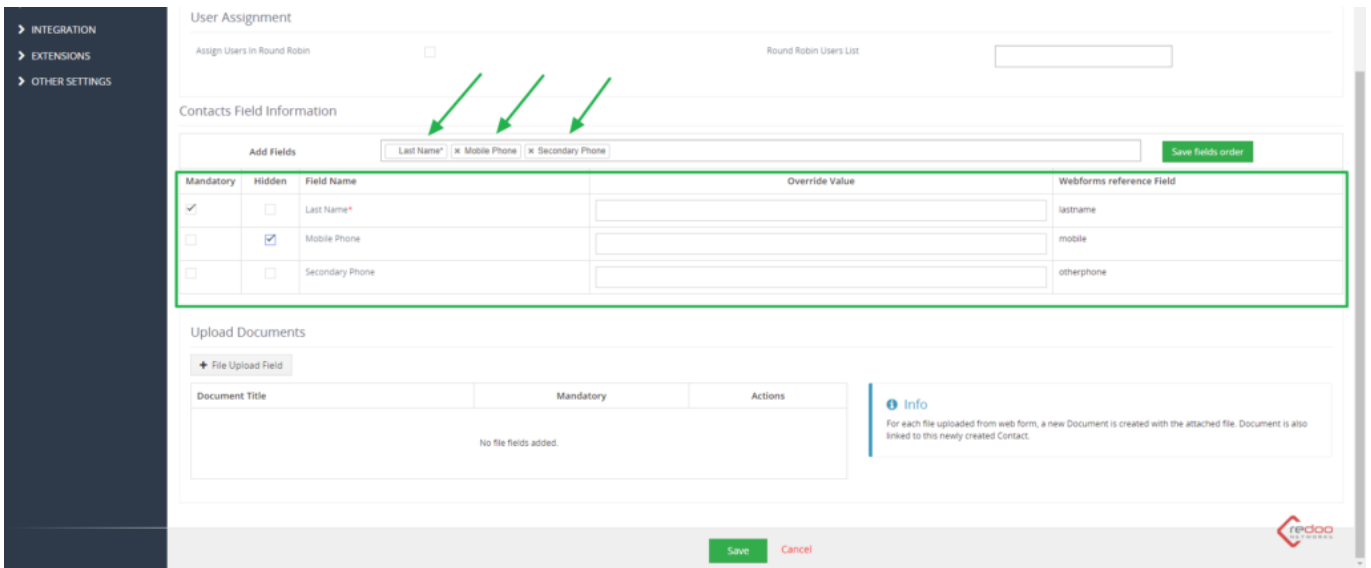 User Assignment
INTEGRATION
EXTENSIONS
OTHER SETTINGS
Assign Users In Round Robin
Round Robin Users List
Contacts Field Information
Add Fields
Last Name*
× Mobile Phone
× Secondary Phone
Save fields order
Mandatory Hidden Field Name Override Value Webforms reference Field
Last Name* lastname
Mobile Phone mobile
Secondary Phone otherphone
Upload Documents
+ File Upload Field
Document Title Mandatory Actions
No file fields added.
Info
For each file uploaded from web form, a new Document is created with the attached file. Document is also
linked to this newly created Contact.
redoo
NETWORKS
Save Cancel